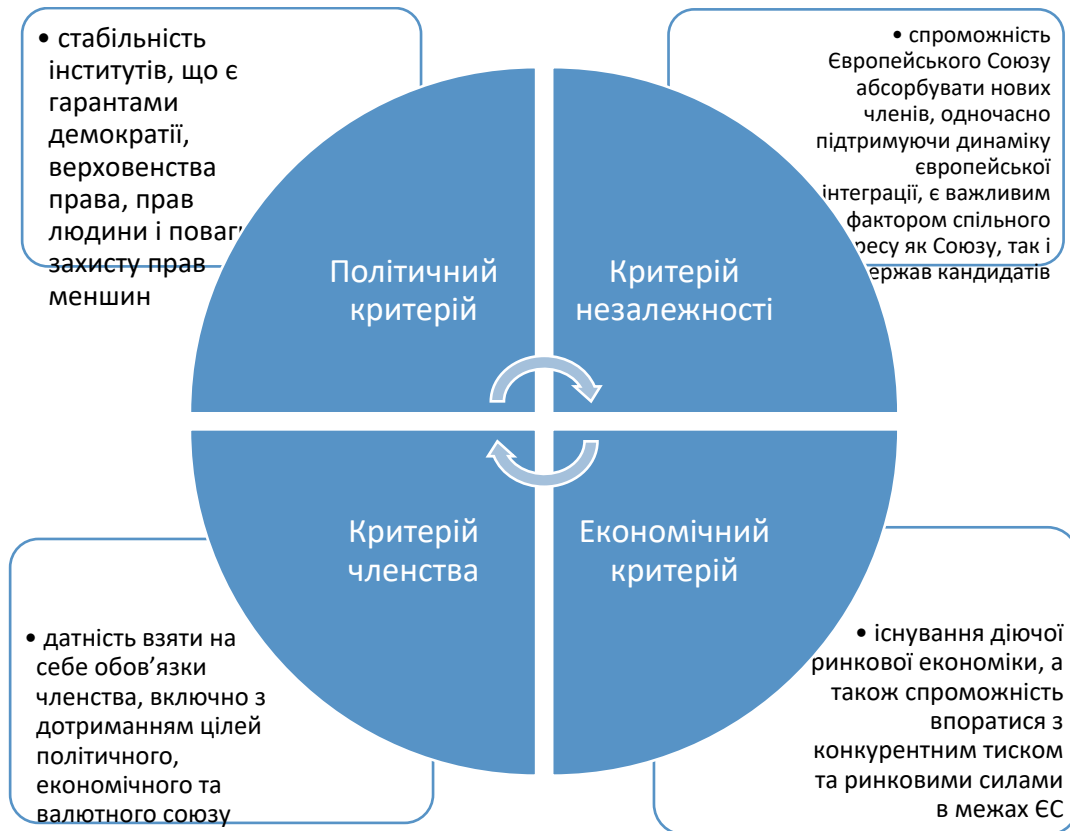 • стабільність
інститутів, що є
гарантами
демократії,
верховенства
права, прав
людини і поваги
захисту прав
меншин
• спроможність
Європейського Союзу
абсорбувати нових
членів, одночасно
підтримуючи динаміку
європейської
інтеграції, є важливим
фактором спільного
ресу як Союзу, так і
ержав кандидатів
Політичний
критерій
Критерій
незалежності
Критерій
членства
Економічний
критерій
• датність взяти на
себе обов’язки
членства, включно з
дотриманням цілей
політичного,
економічного та
валютного союзу
• існування діючої
ринкової економіки, а
також спроможність
впоратися з
конкурентним тиском
та ринковими силами
в межах ЄС